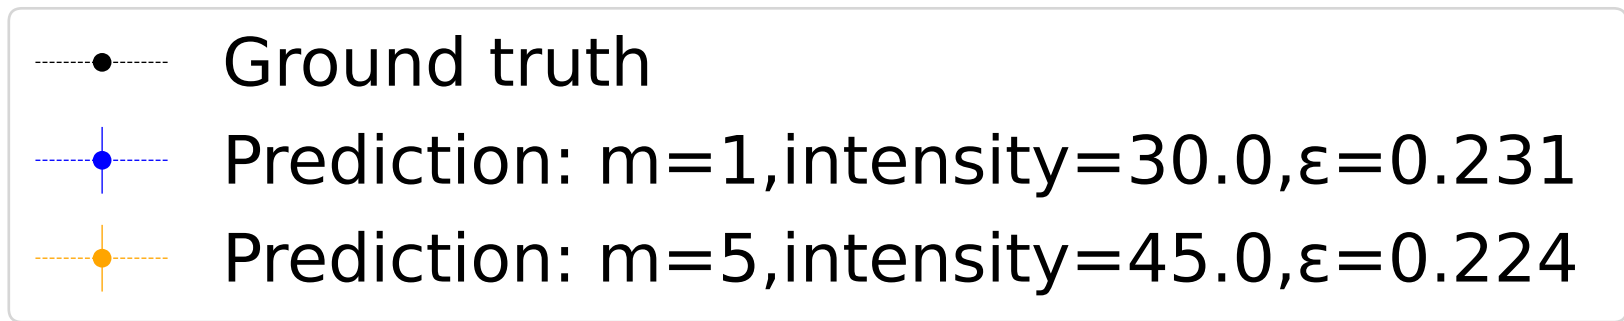 Ground truth
Prediction: m=1,intensity=30.0,ε=0.231
Prediction: m=5,intensity=45.0,ε=0.224